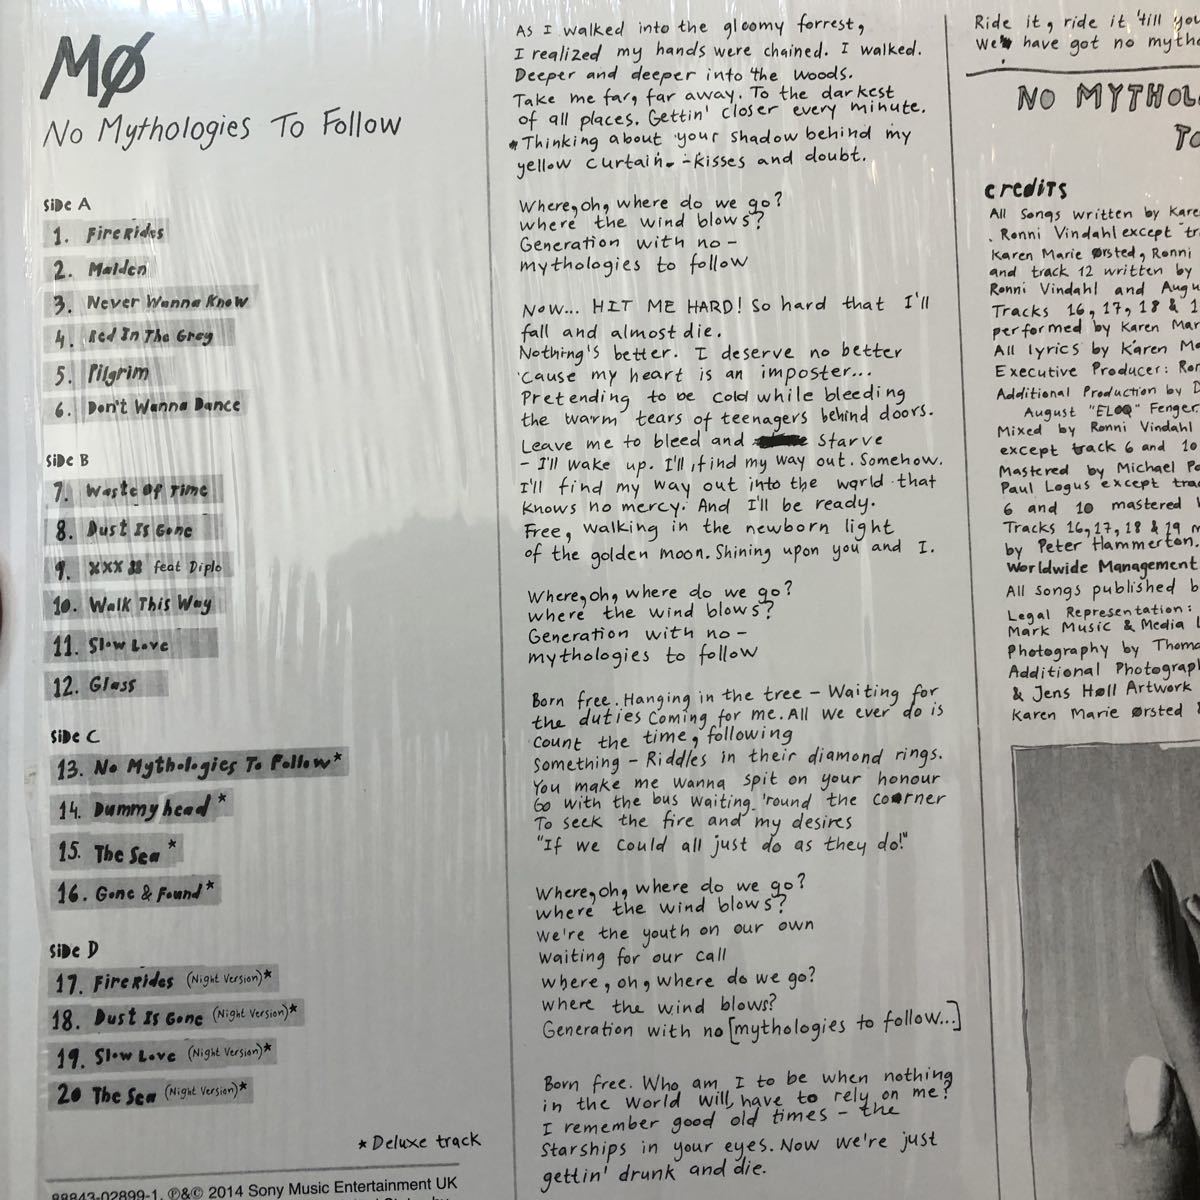 MØ
No Mythologies To Follow
Side A
1. Fire Rides
2. Maiden
3. Never Wanna Know
4. Red In The Grey
5. Pilgrim
6. Don't Wanna Dance
Side B
7. Waste Of Time
8. Dust Is Gone
9. XXX 88 feat Diplo
10. Walk This Way
11. Slow Love
12. Glass
Side C
13. No Mythologies To Follow*
14. Dummy head*
15. The Sea*
16. Gone & Found*
Side D
17. Fire Rides (Night Version)*
18. Dust Is Gone (Night Version)*
19. Slow Love (Night Version)*
20 The Sea (Night Version)*
* Deluxe track
88843-02899-1, ℗&© 2014 Sony Music Entertainment UK
As I walked into the gloomy forrest,
I realized my hands were chained. I walked.
Deeper and deeper into the woods.
Take me far, far away. To the darkest
of all places. Gettin' closer every minute.
Thinking about your shadow behind my
yellow curtain. - kisses and doubt.
Where, oh, where do we go?
where the wind blows?
Generation with no -
mythologies to follow
Now... HIT ME HARD! So hard that I'll
fall and almost die.
Nothing's better. I deserve no better
'cause my heart is an imposter...
Pretending to be cold while bleeding
the warm tears of teenagers behind doors.
Leave me to bleed and starve
- I'll wake up. I'll find my way out. Somehow.
I'll find my way out into the world that
knows no mercy. And I'll be ready.
Free, walking in the newborn light
of the golden moon. Shining upon you and I.
Where, oh, where do we go?
where the wind blows?
Generation with no -
mythologies to follow
Born free. Hanging in the tree - Waiting for
the duties coming for me. All we ever do is
count the time, following
Something - Riddles in their diamond rings.
You make me wanna spit on your honour
Go with the bus waiting 'round the corner
To seek the fire and my desires
"If we could all just do as they do!"
Where, oh, where do we go?
where the wind blows?
we're the youth on our own
waiting for our call
where, oh, where do we go?
where the wind blows?
Generation with no [mythologies to follow...]
Born free. Who am I to be when nothing
in the world will have to rely on me?
I remember good old times - the
Starships in your eyes. Now we're just
gettin' drunk and die.
Ride it, ride it 'till you
We have got no mytho
NO MYTHOL
TO
credits
All Songs written by Kare
Ronni Vindahl except tr
Karen Marie Ørsted, Ronni
and track 12 written by
Ronni Vindahl and Augu
Tracks 16, 17, 18 & 1
performed by Karen Mar
All lyrics by Karen Ma
Executive Producer: Ron
Additional Production by D
August "ELOQ" Fenger
Mixed by Ronni Vindahl
except track 6 and 10
Mastered by Michael Pa
Paul Logus except trac
6 and 10 mastered
Tracks 16, 17, 18 & 19 m
by Peter Hammerton.
Worldwide Management
All songs published b
Legal Representation:
Mark Music & Media L
Photography by Thoma
Additional Photograp
& Jens Høll Artwork
Karen Marie Ørsted &